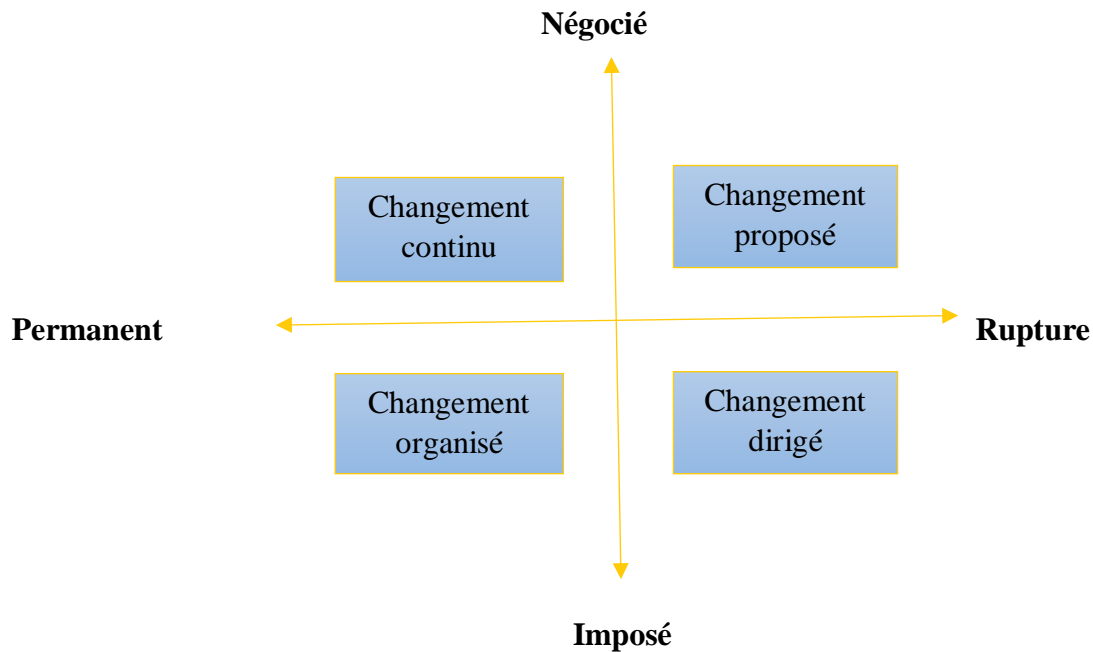 Négocié
Changement
continu
Changement
proposé
Permanent
Rupture
Changement
organisé
Changement
dirigé
Imposé